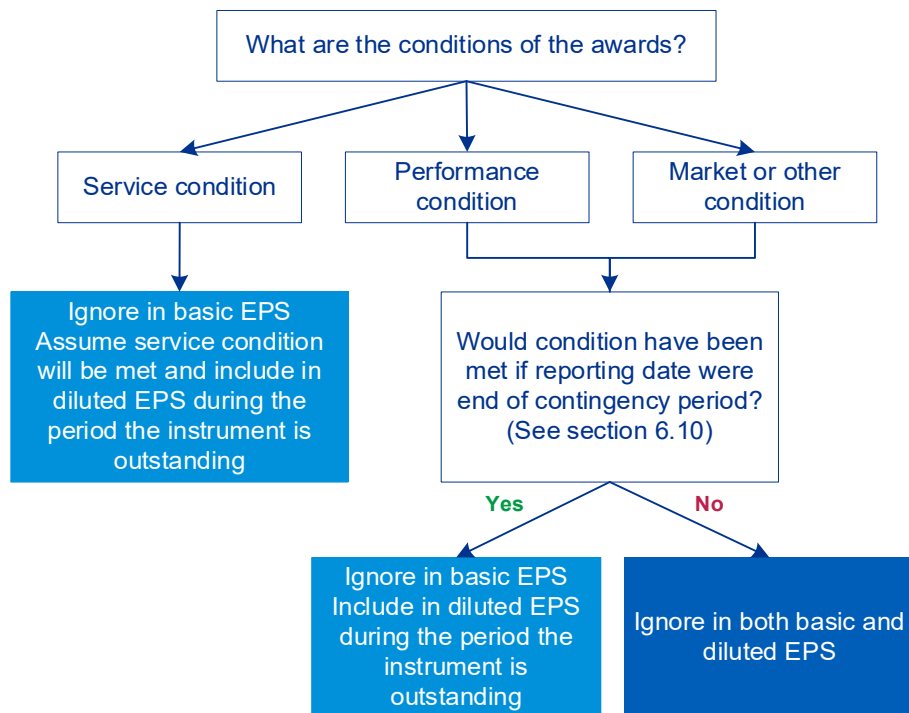 What are the conditions of the awards?
Service condition
Performance
condition
Market or other
condition
Ignore in basic EPS
Assume service condition
will be met and include in
diluted EPS during the
period the instrument is
outstanding
Would condition have been
met if reporting date were
end of contingency period?
(See section 6.10)
Yes
No
Ignore in basic EPS
Include in diluted EPS
during the period the
instrument is
outstanding
Ignore in both basic and
diluted EPS